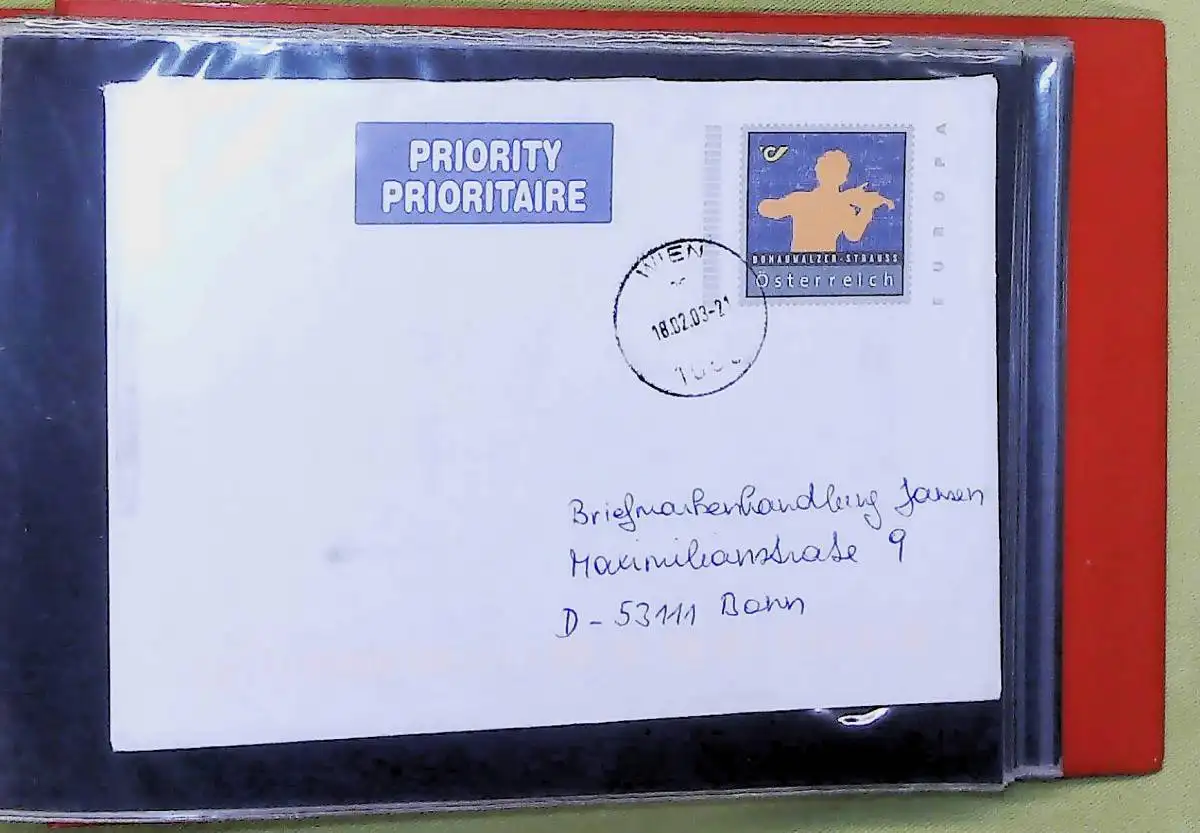 PRIORITY
PRIORITAIRE
EUROPA
DONAUWALZER-STRAUSS
Österreich
WIEN
18.02.03-21
Briefmarkenhandlung Jansen
Maximilianstraße 9
D-53111 Bonn